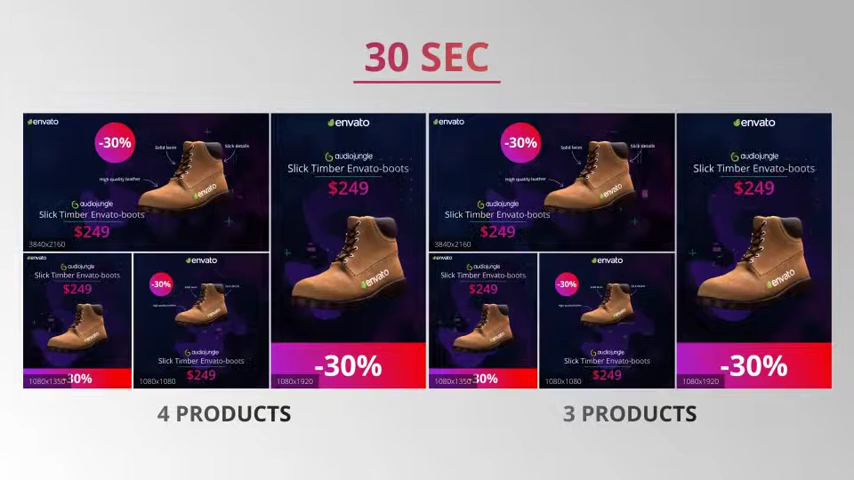 30 SEC
envato
-30%
Solid laces
Slick details
High quality leather
envato
audiojungle
Slick Timber Envato-boots
$249
3840x2160
envato
audiojungle
Slick Timber Envato-boots
$249
envato
-30%
1080x1920
audiojungle
Slick Timber Envato-boots
$249
1080x1350
-30%
envato
-30%
audiojungle
Slick Timber Envato-boots
$249
1080x1080
4 PRODUCTS
envato
-30%
Solid laces
Slick details
High quality leather
envato
audiojungle
Slick Timber Envato-boots
$249
3840x2160
envato
audiojungle
Slick Timber Envato-boots
$249
envato
-30%
1080x1920
audiojungle
Slick Timber Envato-boots
$249
1080x1350
-30%
envato
-30%
audiojungle
Slick Timber Envato-boots
$249
1080x1080
3 PRODUCTS